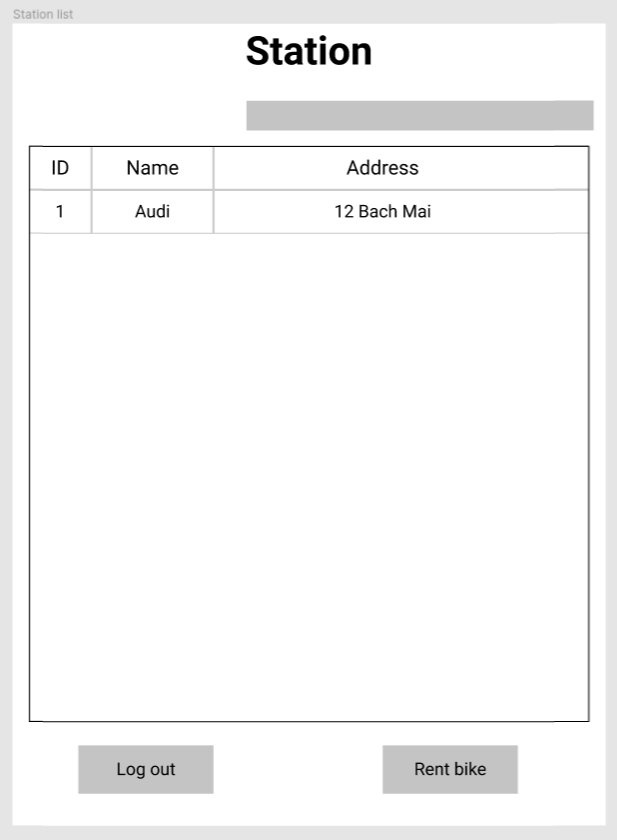 Station list
Station
ID Name Address
1 Audi 12 Bach Mai
Log out Rent bike